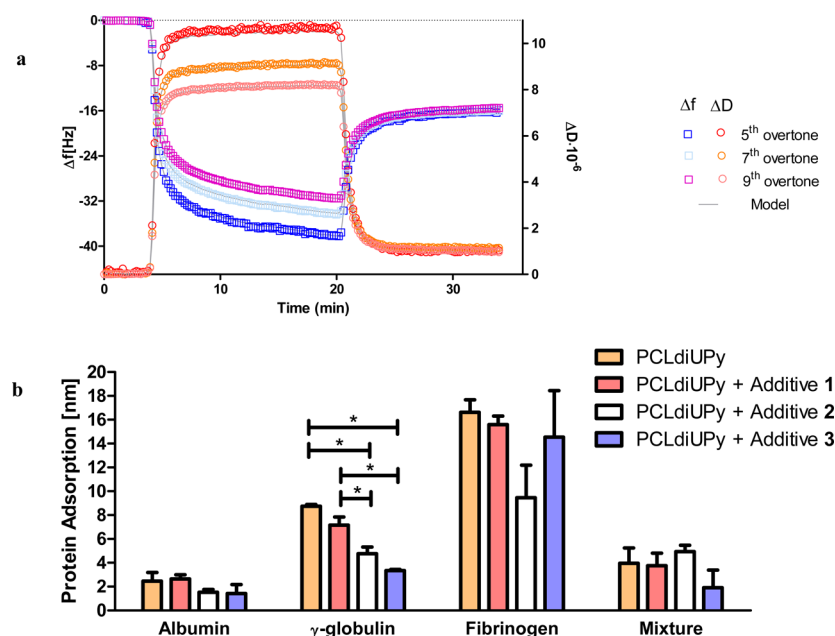 a
Δf[Hz]
0
-8
-16
-24
-32
-40
0
10
20
30
Time (min)
10
8
6
4
2
0
ΔD·10-6
Δf ΔD
5th overtone
7th overtone
9th overtone
Model
b
Protein Adsorption [nm]
20
18
16
14
12
10
8
6
4
2
0
*
*
*
*
PCLdiUPy
PCLdiUPy + Additive 1
PCLdiUPy + Additive 2
PCLdiUPy + Additive 3
Albumin γ-globulin Fibrinogen Mixture